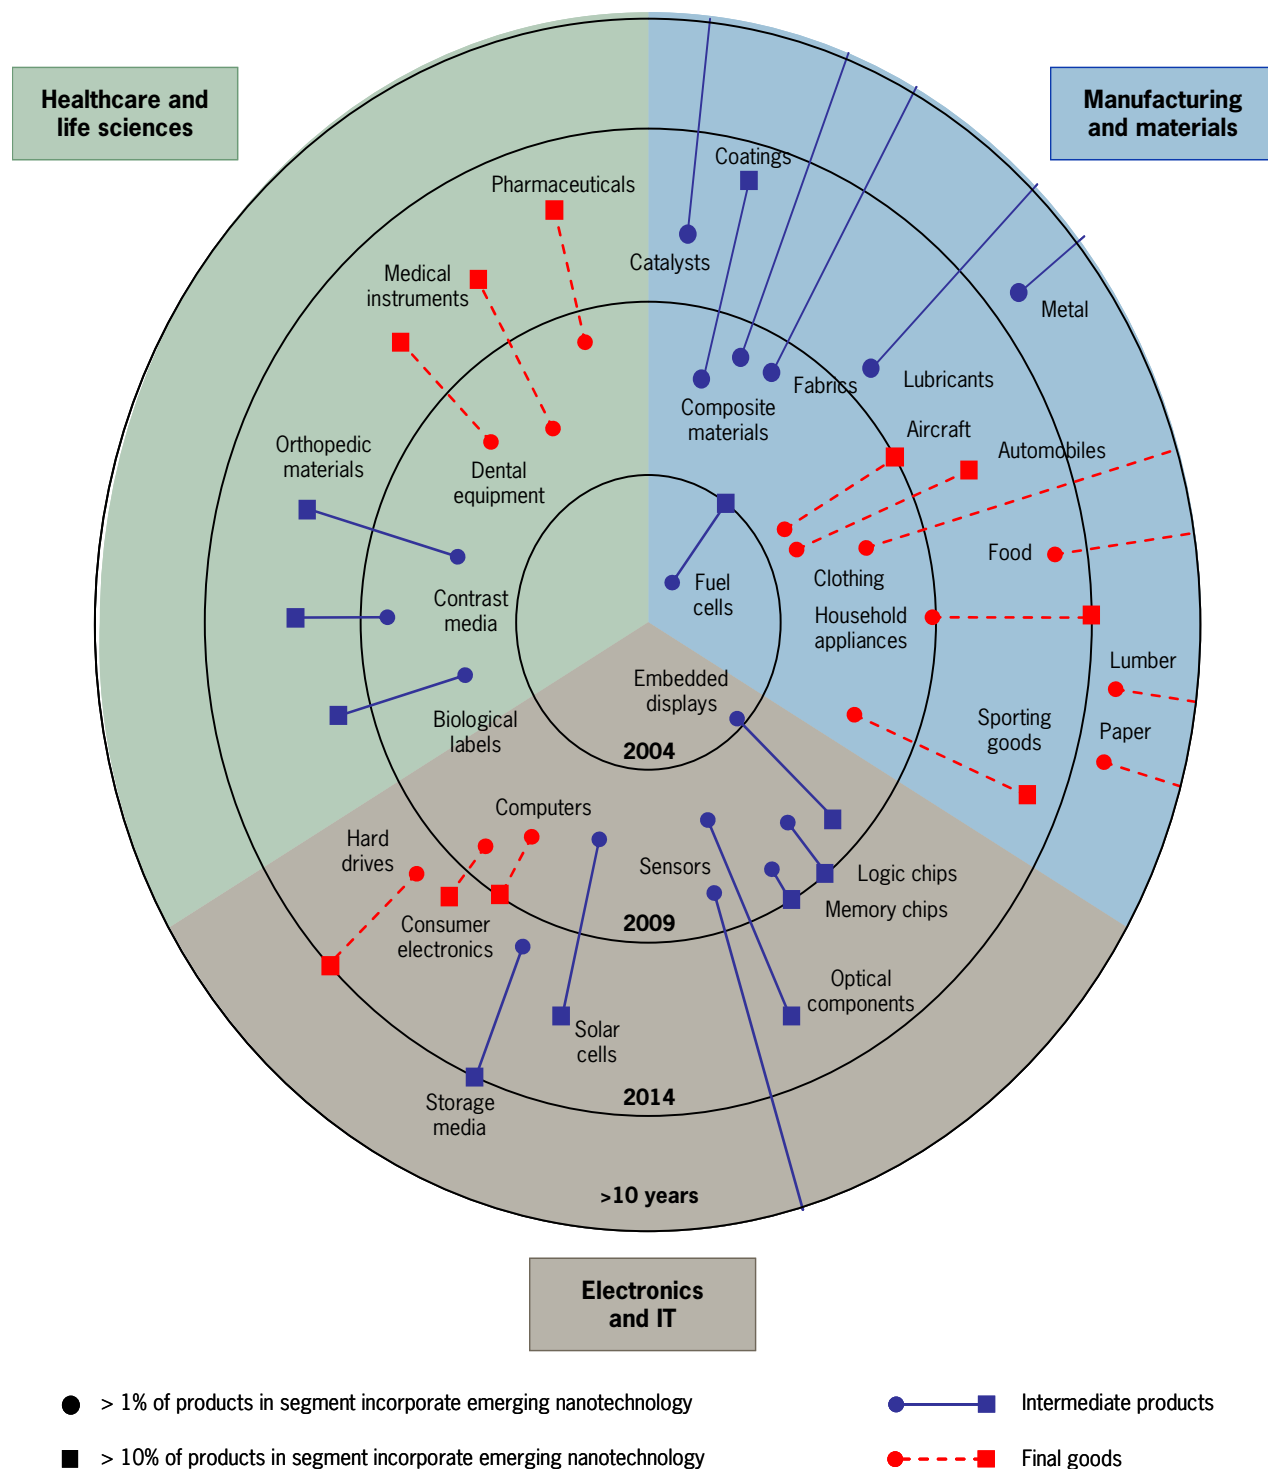 Healthcare and
life sciences
Manufacturing
and materials
Coatings
Pharmaceuticals
Catalysts
Medical
instruments
Metal
Fabrics
Lubricants
Composite
materials
Aircraft
Automobiles
Orthopedic
materials
Dental
equipment
Food
Clothing
Fuel
cells
Contrast
media
Household
appliances
Lumber
Embedded
displays
Biological
labels
Sporting
goods
Paper
2004
Computers
Hard
drives
Sensors
Logic chips
Memory chips
Consumer
electronics
2009
Optical
components
Solar
cells
2014
Storage
media
>10 years
Electronics
and IT
> 1% of products in segment incorporate emerging nanotechnology
Intermediate products
> 10% of products in segment incorporate emerging nanotechnology
Final goods